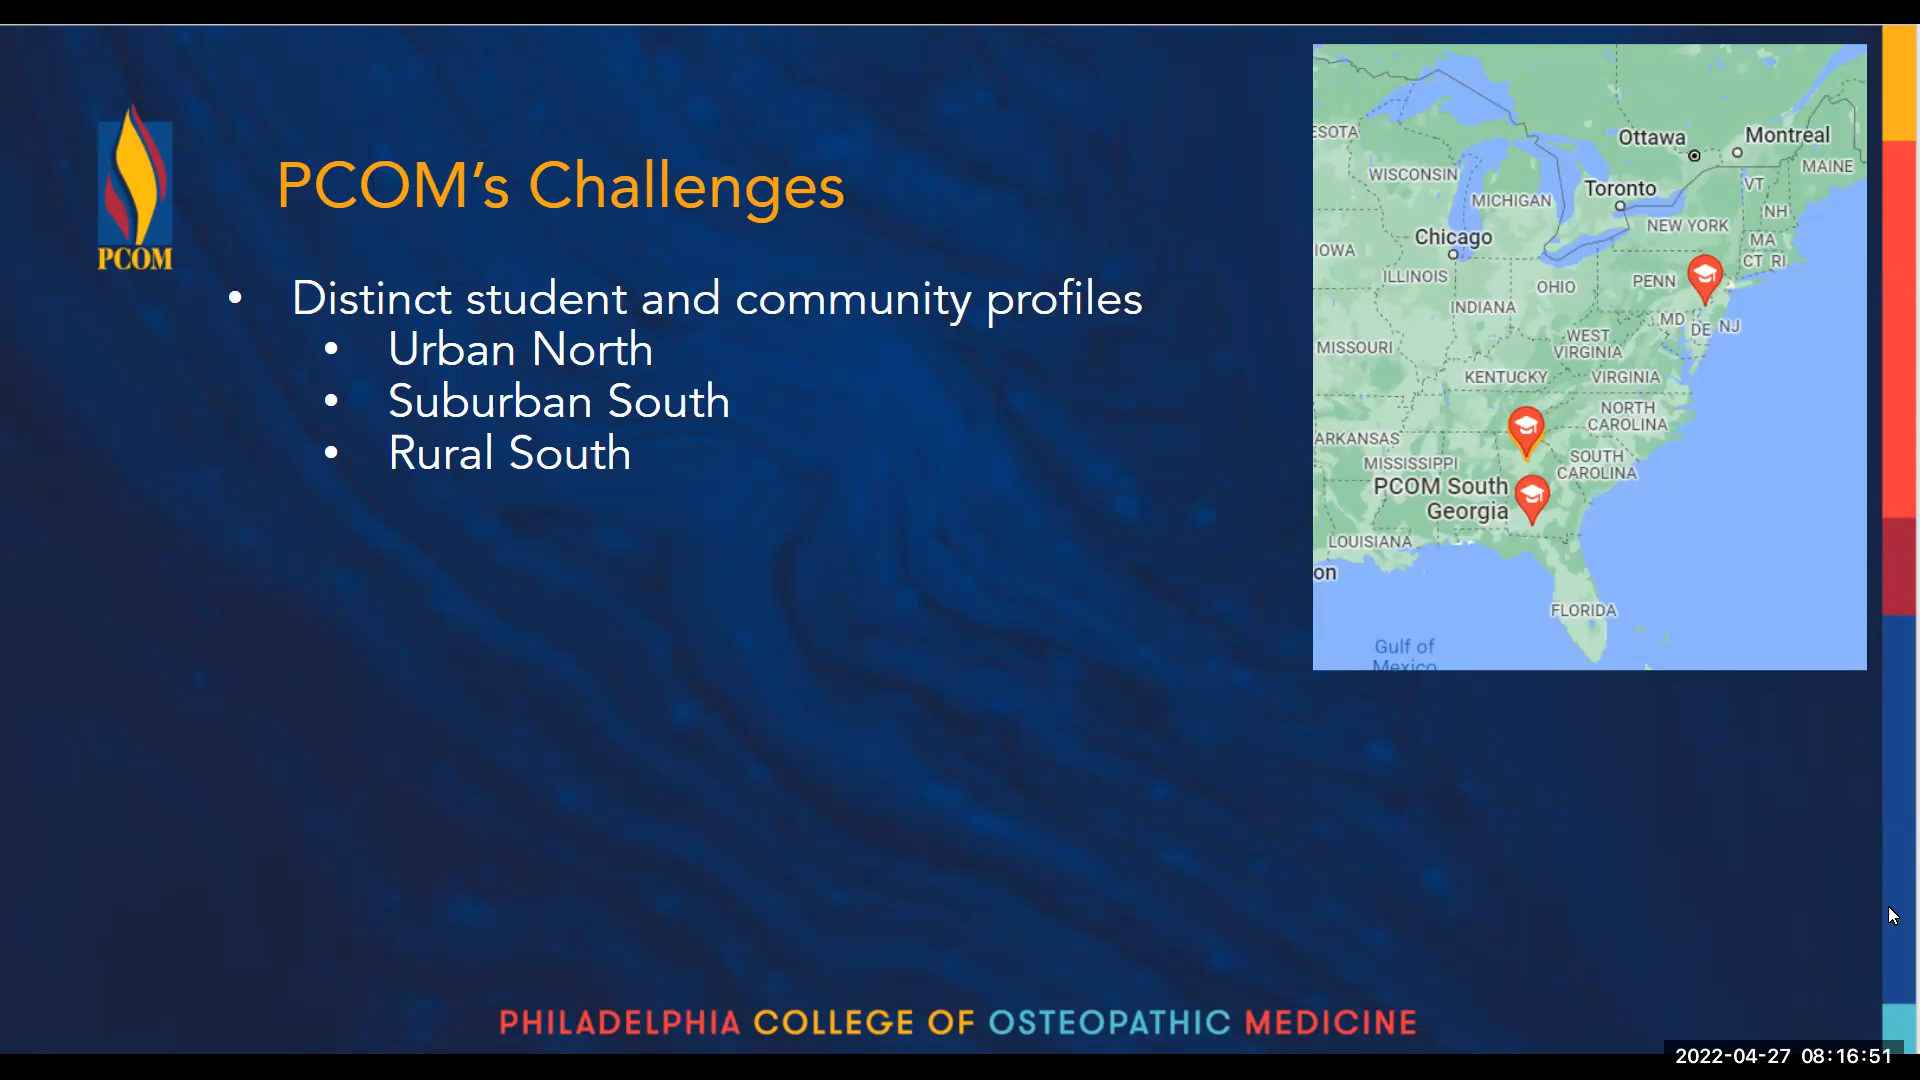 PCOM
PCOM's Challenges
• Distinct student and community profiles
• Urban North
• Suburban South
• Rural South
ESOTA
Ottawa
Montreal
MAINE
WISCONSIN
MICHIGAN
Toronto
VT
NH
NEW YORK
Chicago
MA
IOWA
CT RI
ILLINOIS
OHIO
PENN
INDIANA
MD
DE
NJ
WEST
VIRGINIA
MISSOURI
KENTUCKY
VIRGINIA
NORTH
CAROLINA
ARKANSAS
MISSISSIPPI
SOUTH
CAROLINA
PCOM South
Georgia
LOUISIANA
on
FLORIDA
Gulf of
Mexico
PHILADELPHIA COLLEGE OF OSTEOPATHIC MEDICINE
2022-04-27 08:16:51